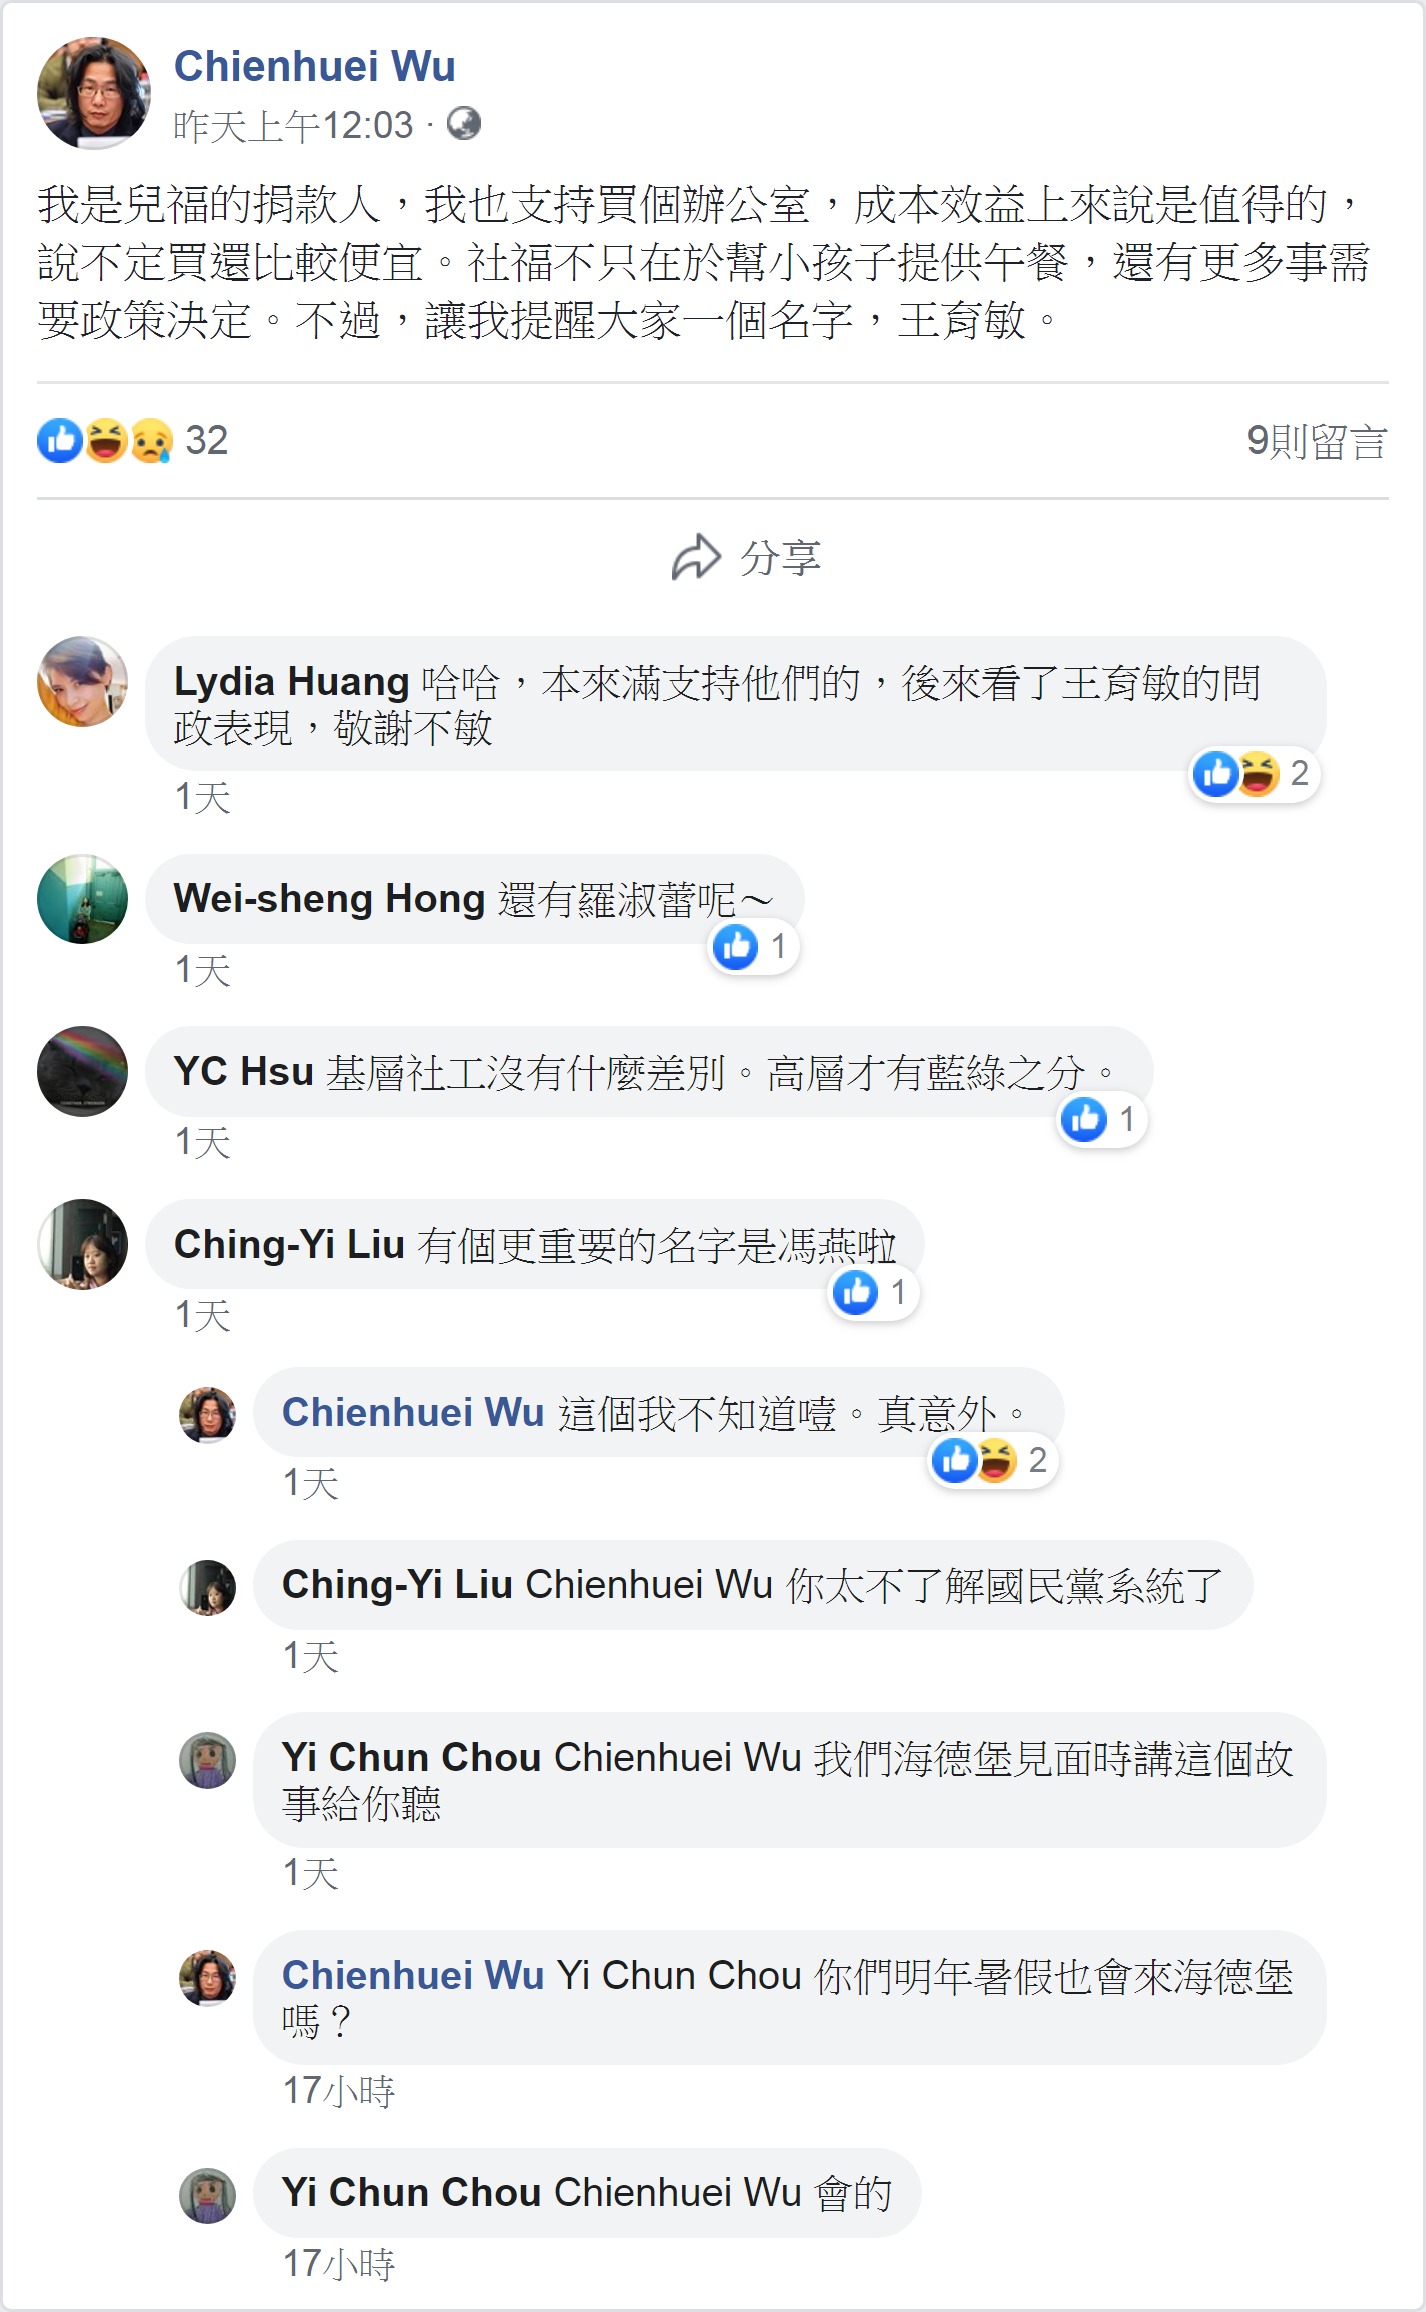 Chienhuei Wu
昨天上午12:03 ·
我是兒福的捐款人，我也支持買個辦公室，成本效益上來說是值得的，
說不定買還比較便宜。社福不只在於幫小孩子提供午餐，還有更多事需
要政策決定。不過，讓我提醒大家一個名字，王育敏。
32
9則留言
分享
Lydia Huang 哈哈，本來滿支持他們的，後來看了王育敏的問
政表現，敬謝不敏
2
1天
Wei-sheng Hong 還有羅淑蕾呢～
1
1天
YC Hsu 基層社工沒有什麼差別。高層才有藍綠之分。
1
1天
Ching-Yi Liu 有個更重要的名字是馮燕啦
1
1天
Chienhuei Wu 這個我不知道噎。真意外。
2
1天
Ching-Yi Liu Chienhuei Wu 你太不了解國民黨系統了
1天
Yi Chun Chou Chienhuei Wu 我們海德堡見面時講這個故
事給你聽
1天
Chienhuei Wu Yi Chun Chou 你們明年暑假也會來海德堡
嗎？
17小時
Yi Chun Chou Chienhuei Wu 會的
17小時